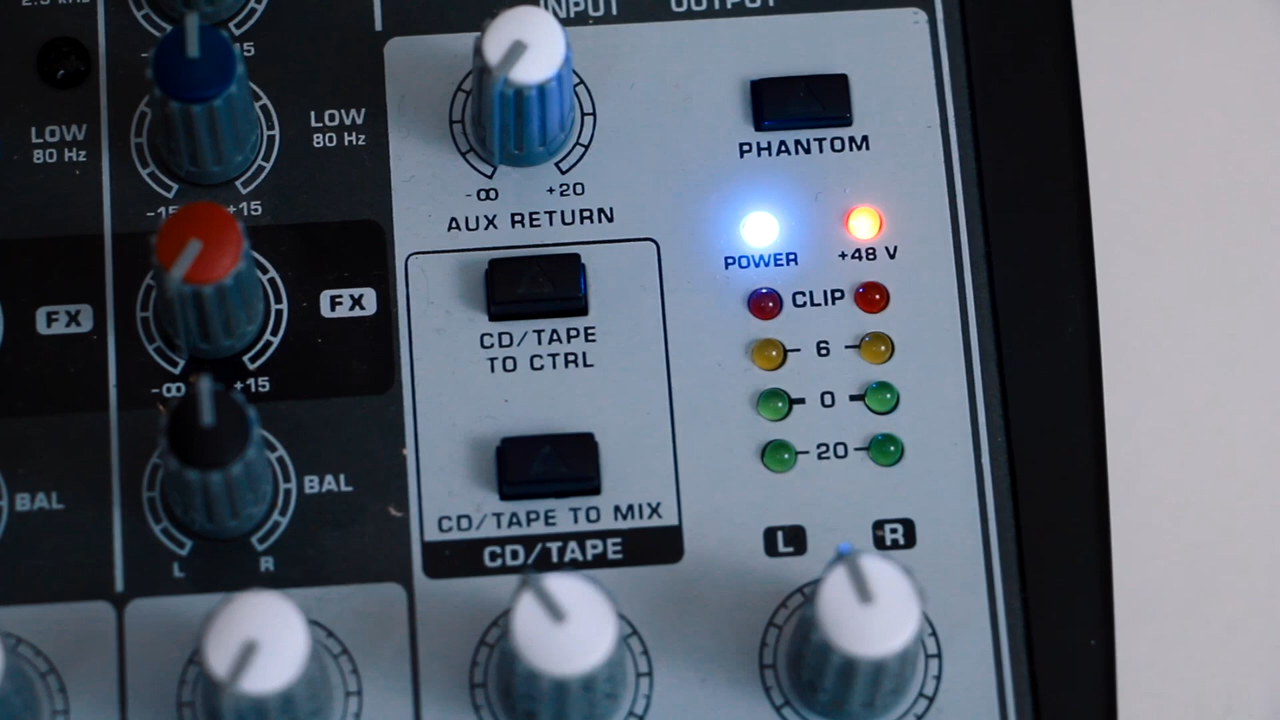 INPUT OUTPUT
15
LOW
80 Hz
LOW
80 Hz
-15 +15
-∞ +20
AUX RETURN
PHANTOM
POWER
+48 V
CLIP
6
0
20
FX
FX
-∞ +15
CD/TAPE
TO CTRL
CD/TAPE TO MIX
CD/TAPE
BAL
BAL
L R
L R